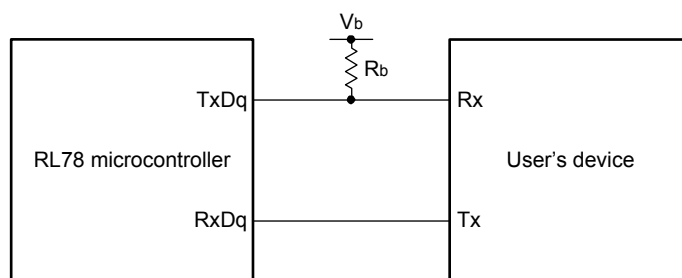 Vb
Rb
TxDq
Rx
RL78 microcontroller
User's device
RxDq
Tx